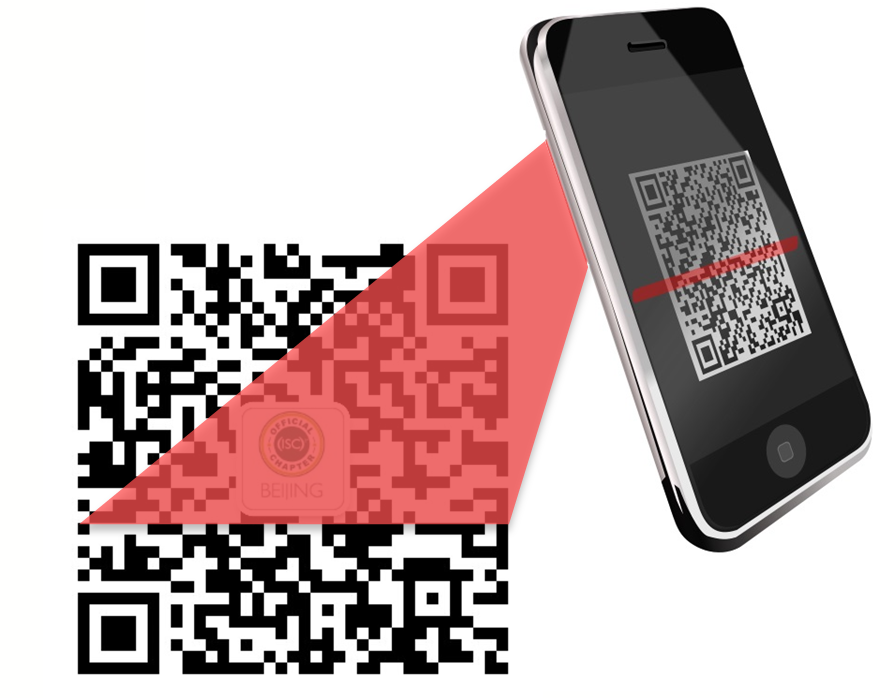 OFFICIAL
(ISC)
CHAPTER
BEIJING